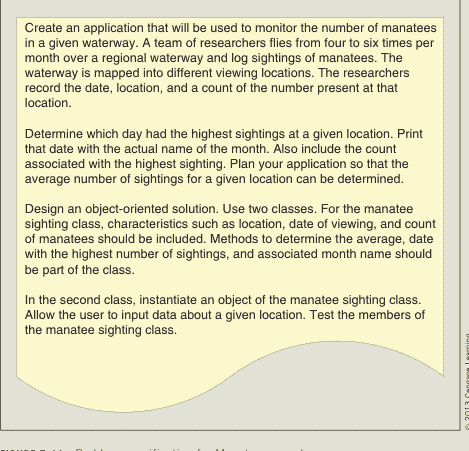 Create an application that will be used to monitor the number of manatees
in a given waterway. A team of researchers flies from four to six times per
month over a regional waterway and log sightings of manatees. The
waterway is mapped into different viewing locations. The researchers
record the date, location, and a count of the number present at that
location.
Determine which day had the highest sightings at a given location. Print
that date with the actual name of the month. Also include the count
associated with the highest sighting. Plan your application so that the
average number of sightings for a given location can be determined.
Design an object-oriented solution. Use two classes. For the manatee
sighting class, characteristics such as location, date of viewing, and count
of manatees should be included. Methods to determine the average, date
with the highest number of sightings, and associated month name should
be part of the class.
In the second class, instantiate an object of the manatee sighting class.
Allow the user to input data about a given location. Test the members of
the manatee sighting class.
© 2013 Cengage Learning